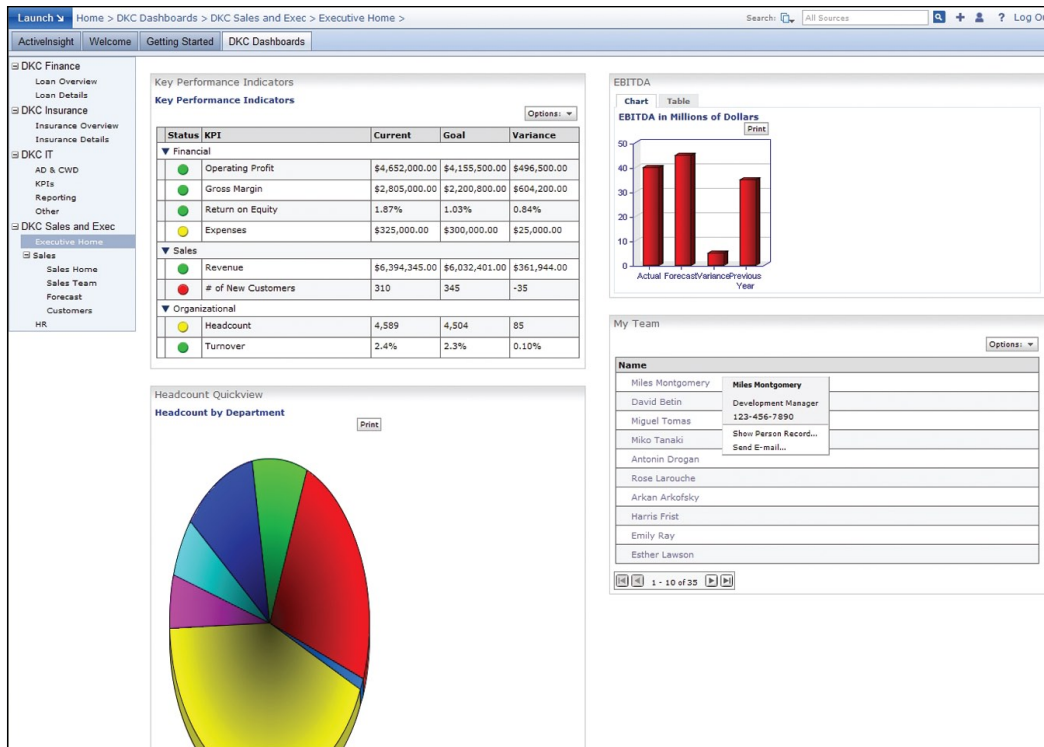 Launch Home > DKC Dashboards > DKC Sales and Exec > Executive Home > Search: All Sources + ? Log
ActiveInsight Welcome Getting Started DKC Dashboards
DKC Finance
Loan Overview
Loan Details
DKC Insurance
Insurance Overview
Insurance Details
DKC IT
AD & CWD
KPIs
Reporting
Other
DKC Sales and Exec
Executive Home
Sales
Sales Home
Sales Team
Forecast
Customers
HR
Key Performance Indicators
Key Performance Indicators
Options:
Status KPI Current Goal Variance
Financial
Operating Profit $4,652,000.00 $4,155,500.00 $496,500.00
Gross Margin $2,805,000.00 $2,200,800.00 $604,200.00
Return on Equity 1.87% 1.03% 0.84%
Expenses $325,000.00 $300,000.00 $25,000.00
Sales
Revenue $6,394,345.00 $6,032,401.00 $361,944.00
# of New Customers 310 345 -35
Organizational
Headcount 4,589 4,504 85
Turnover 2.4% 2.3% 0.10%
Headcount Quickview
Headcount by Department
Print
EBITDA
Chart Table
EBITDA in Millions of Dollars
Print
50
40
30
20
10
0
Actual Forecast Variance Previous
Year
My Team
Options:
Name
Miles Montgomery
David Betin
Miguel Tomas
Miko Tanaki
Antonin Drogan
Rose Larouche
Arkan Arkofsky
Harris Frist
Emily Ray
Esther Lawson
Miles Montgomery
Development Manager
123-456-7890
Show Person Record...
Send E-mail...
1 - 10 of 35